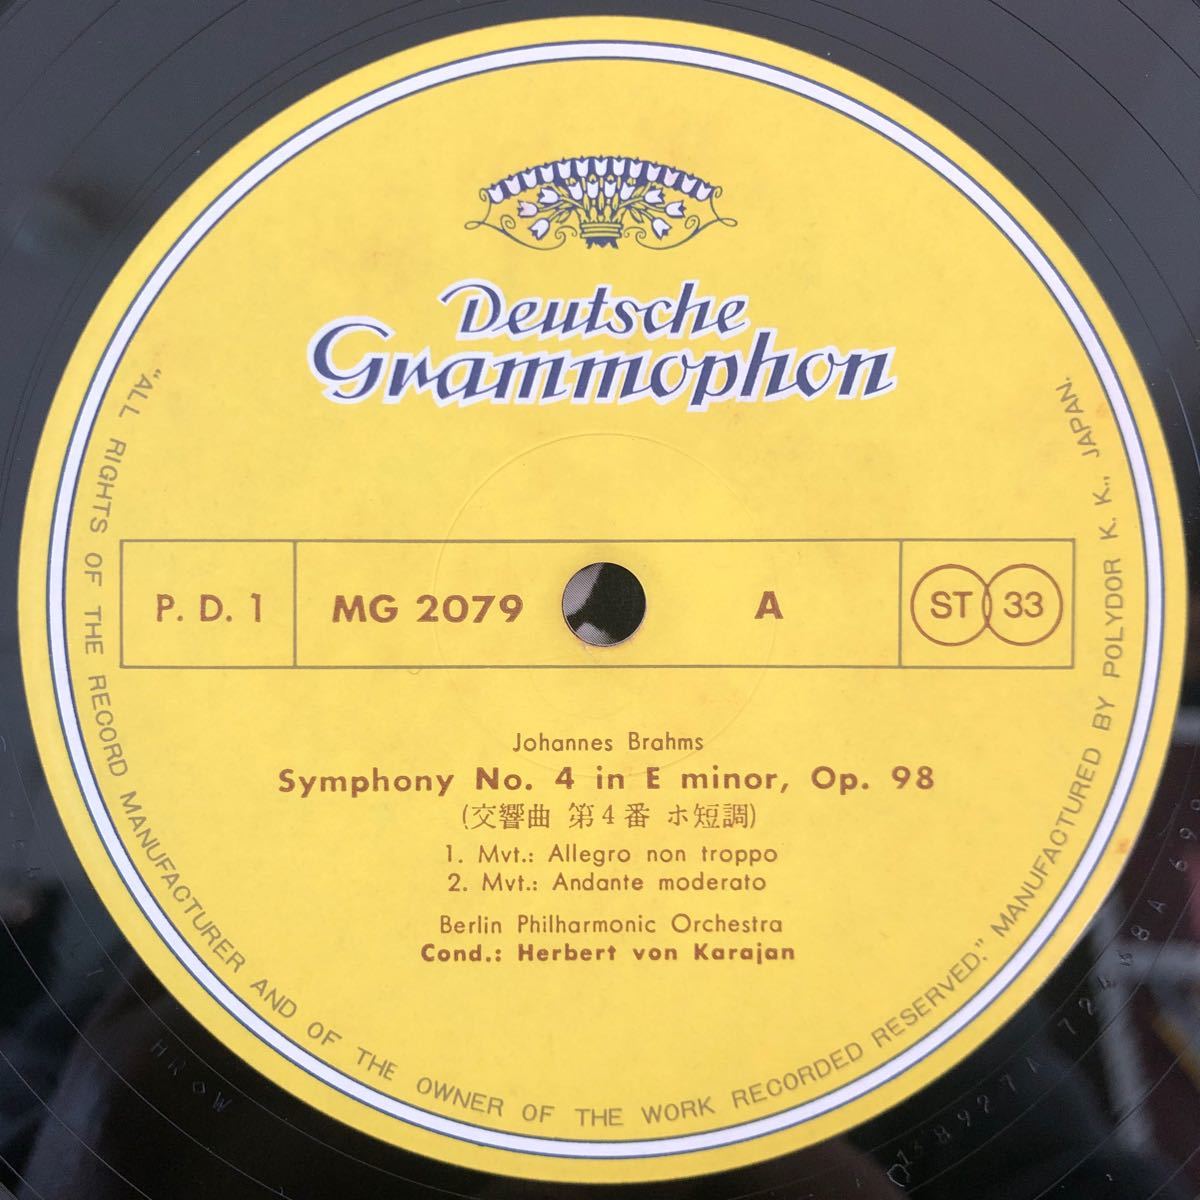 Deutsche
Grammophon
P. D. 1 MG 2079 A ST 33
Johannes Brahms
Symphony No. 4 in E minor, Op. 98
(交響曲 第4番 ホ短調)
1. Mvt.: Allegro non troppo
2. Mvt.: Andante moderato
Berlin Philharmonic Orchestra
Cond.: Herbert von Karajan
"ALL RIGHTS OF THE RECORD MANUFACTURER AND OF THE OWNER OF THE WORK RECORDED RESERVED." MANUFACTURED BY POLYDOR K. K., JAPAN.